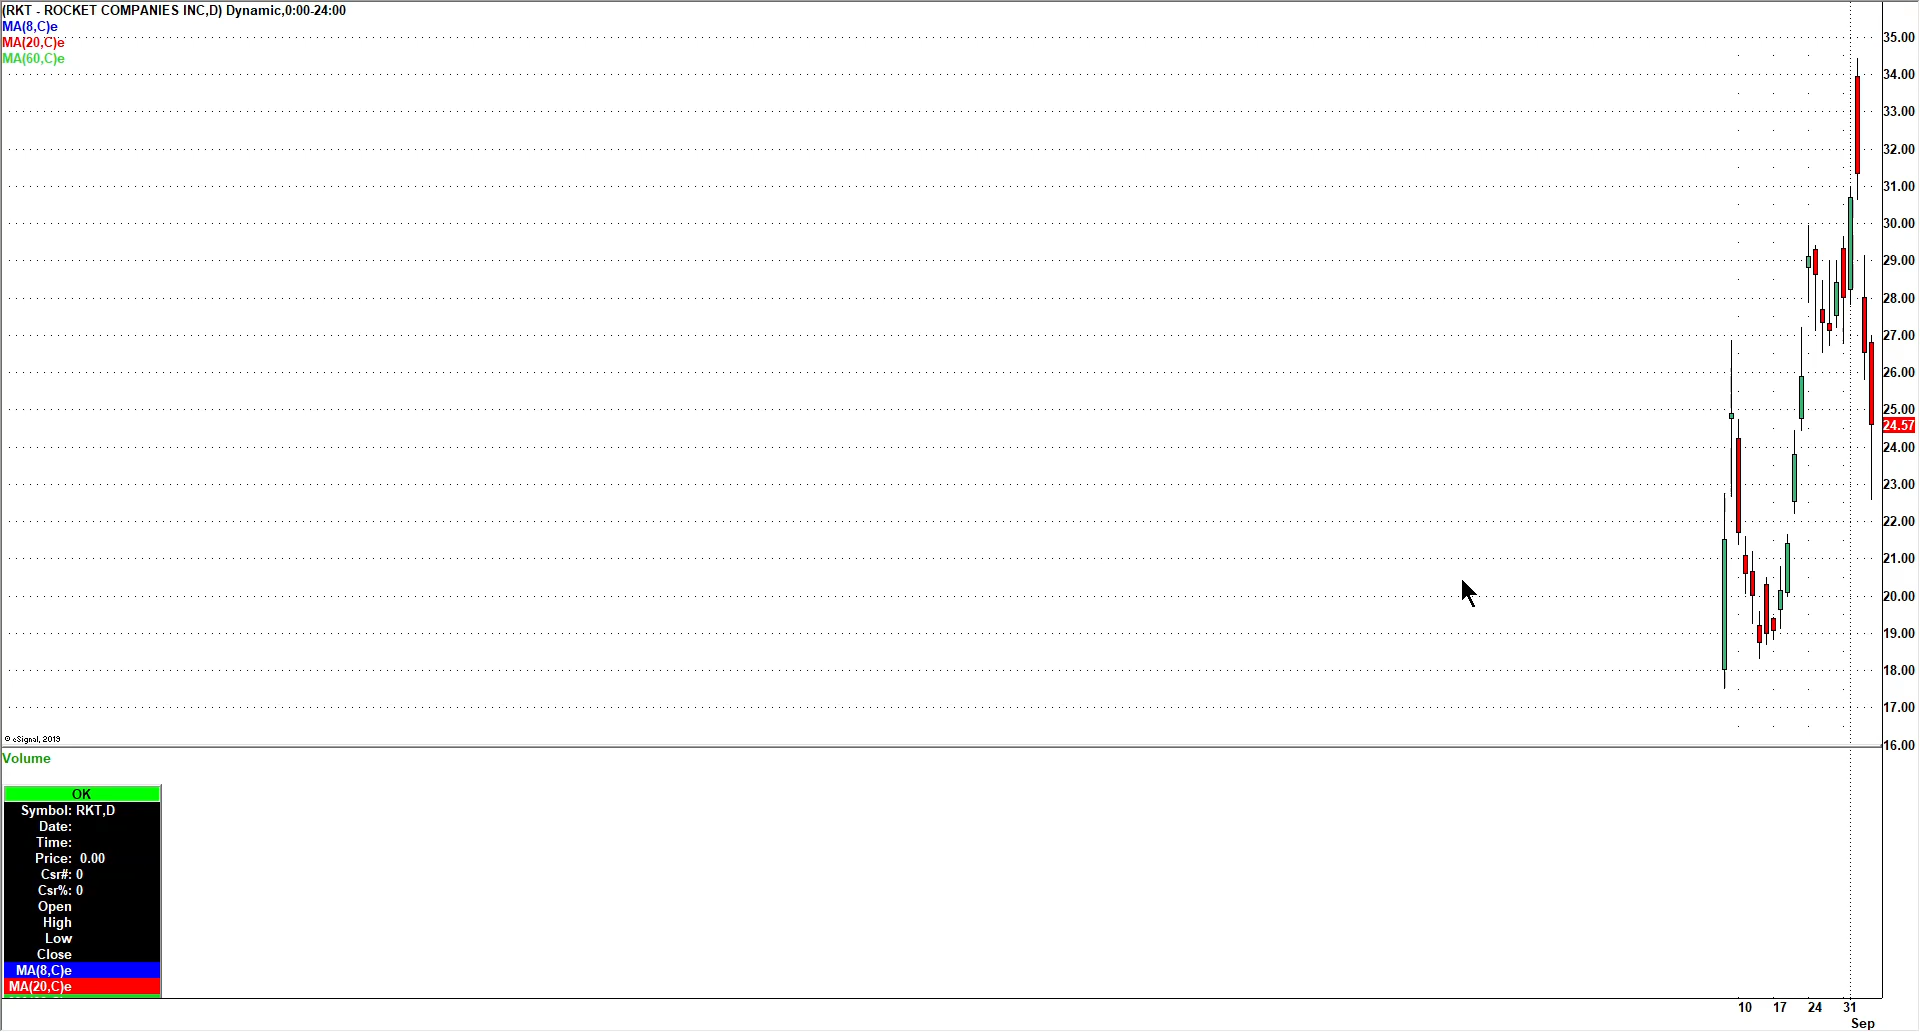 (RKT - ROCKET COMPANIES INC,D) Dynamic,0:00-24:00
MA(8,C)e
MA(20,C)e
MA(60,C)e
35.00
34.00
33.00
32.00
31.00
30.00
29.00
28.00
27.00
26.00
25.00
24.57
24.00
23.00
22.00
21.00
20.00
19.00
18.00
17.00
16.00
© eSignal, 2019
Volume
OK
Symbol: RKT,D
Date:
Time:
Price: 0.00
Csr#: 0
Csr%: 0
Open
High
Low
Close
MA(8,C)e
MA(20,C)e
10 17 24 31
Sep